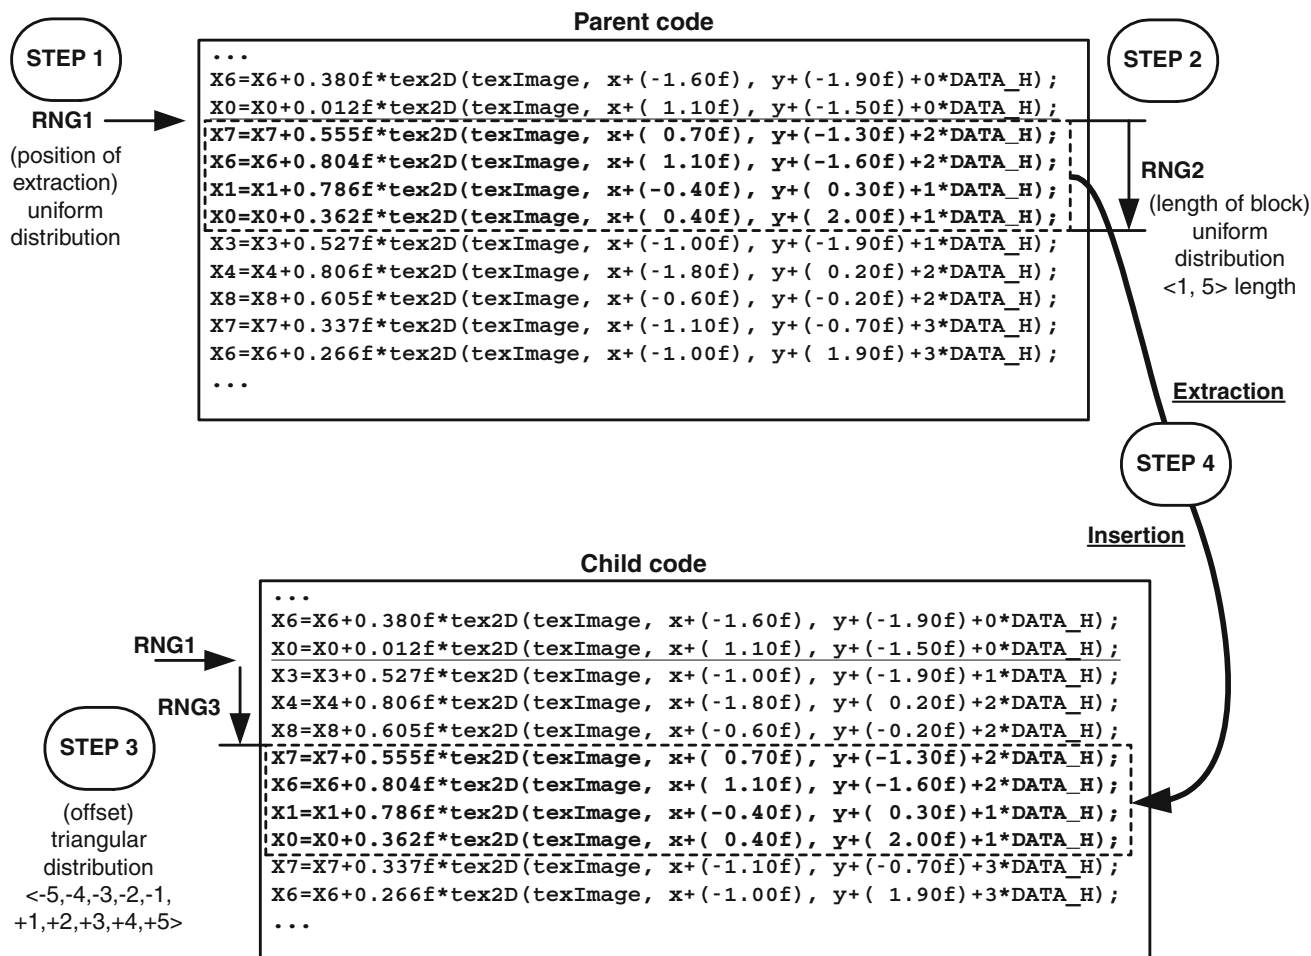 Parent code
STEP 1
STEP 2
...
X6=X6+0.380f*tex2D(texImage, x+(-1.60f), y+(-1.90f)+0*DATA_H);
X0=X0+0.012f*tex2D(texImage, x+( 1.10f), y+(-1.50f)+0*DATA_H);
X7=X7+0.555f*tex2D(texImage, x+( 0.70f), y+(-1.30f)+2*DATA_H);
X6=X6+0.804f*tex2D(texImage, x+( 1.10f), y+(-1.60f)+2*DATA_H);
X1=X1+0.786f*tex2D(texImage, x+(-0.40f), y+( 0.30f)+1*DATA_H);
X0=X0+0.362f*tex2D(texImage, x+( 0.40f), y+( 2.00f)+1*DATA_H);
X3=X3+0.527f*tex2D(texImage, x+(-1.00f), y+(-1.90f)+1*DATA_H);
X4=X4+0.806f*tex2D(texImage, x+(-1.80f), y+( 0.20f)+2*DATA_H);
X8=X8+0.605f*tex2D(texImage, x+(-0.60f), y+(-0.20f)+2*DATA_H);
X7=X7+0.337f*tex2D(texImage, x+(-1.10f), y+(-0.70f)+3*DATA_H);
X6=X6+0.266f*tex2D(texImage, x+(-1.00f), y+( 1.90f)+3*DATA_H);
...
RNG1
(position of
extraction)
uniform
distribution
RNG2
(length of block)
uniform
distribution
<1, 5> length
Extraction
STEP 4
Insertion
Child code
...
X6=X6+0.380f*tex2D(texImage, x+(-1.60f), y+(-1.90f)+0*DATA_H);
X0=X0+0.012f*tex2D(texImage, x+( 1.10f), y+(-1.50f)+0*DATA_H);
X3=X3+0.527f*tex2D(texImage, x+(-1.00f), y+(-1.90f)+1*DATA_H);
X4=X4+0.806f*tex2D(texImage, x+(-1.80f), y+( 0.20f)+2*DATA_H);
X8=X8+0.605f*tex2D(texImage, x+(-0.60f), y+(-0.20f)+2*DATA_H);
X7=X7+0.555f*tex2D(texImage, x+( 0.70f), y+(-1.30f)+2*DATA_H);
X6=X6+0.804f*tex2D(texImage, x+( 1.10f), y+(-1.60f)+2*DATA_H);
X1=X1+0.786f*tex2D(texImage, x+(-0.40f), y+( 0.30f)+1*DATA_H);
X0=X0+0.362f*tex2D(texImage, x+( 0.40f), y+( 2.00f)+1*DATA_H);
X7=X7+0.337f*tex2D(texImage, x+(-1.10f), y+(-0.70f)+3*DATA_H);
X6=X6+0.266f*tex2D(texImage, x+(-1.00f), y+( 1.90f)+3*DATA_H);
...
RNG1
RNG3
STEP 3
(offset)
triangular
distribution
<-5,-4,-3,-2,-1,
+1,+2,+3,+4,+5>